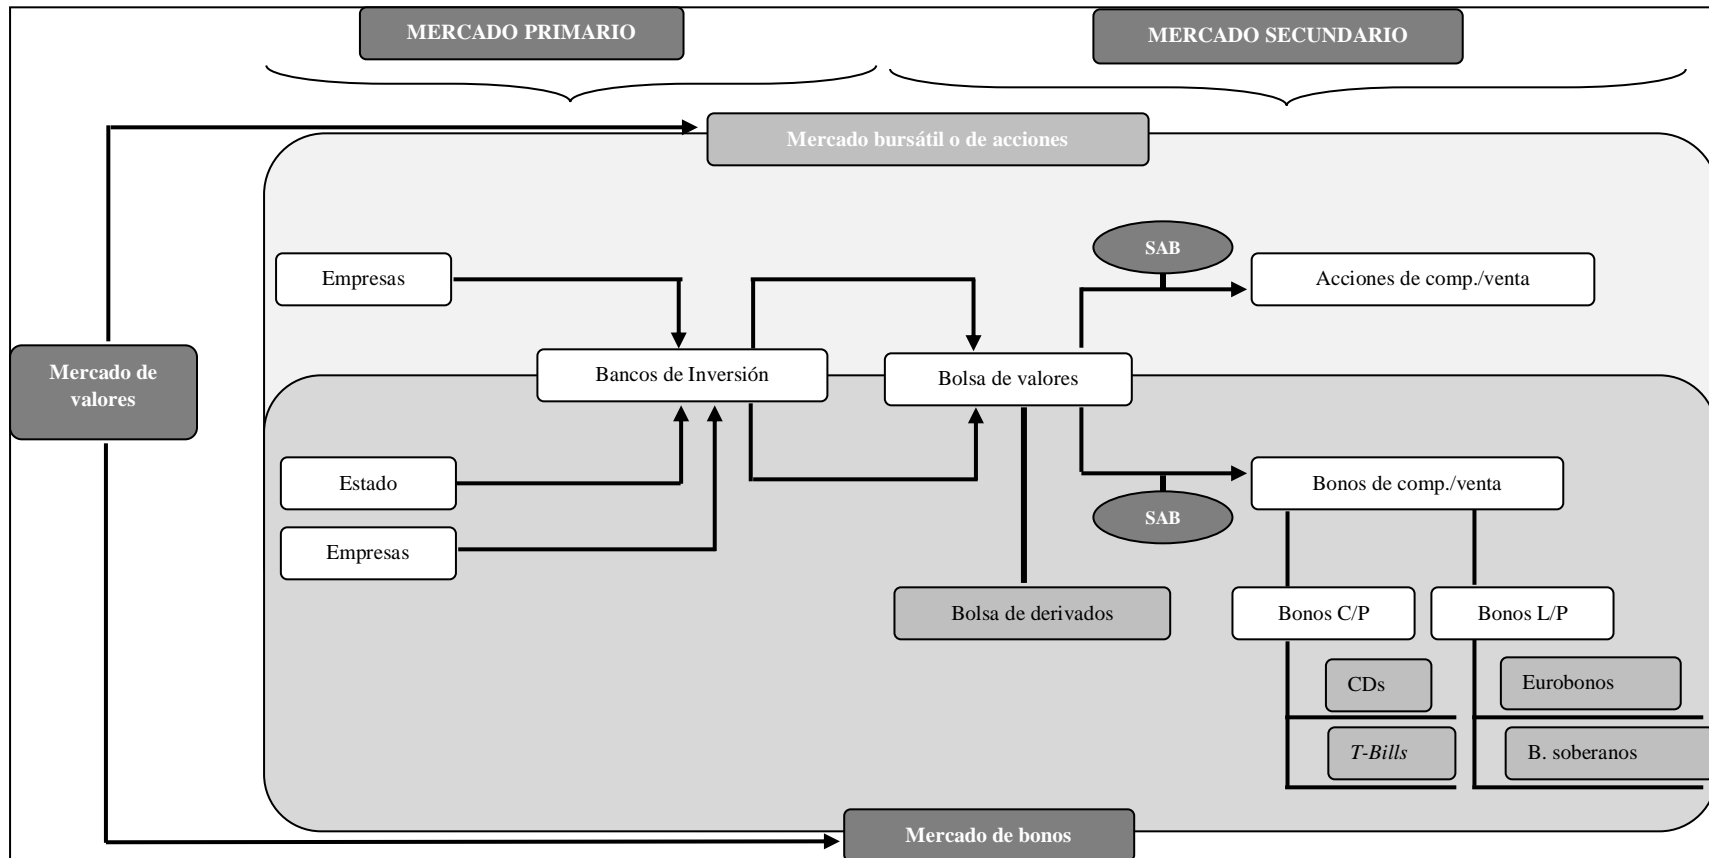 MERCADO PRIMARIO
MERCADO SECUNDARIO
Mercado bursátil o de acciones
SAB
Empresas
Acciones de comp./venta
Mercado de
valores
Bancos de Inversión
Bolsa de valores
Estado
Bonos de comp./venta
SAB
Empresas
Bolsa de derivados
Bonos C/P
Bonos L/P
CDs
Eurobonos
T-Bills
B. soberanos
Mercado de bonos